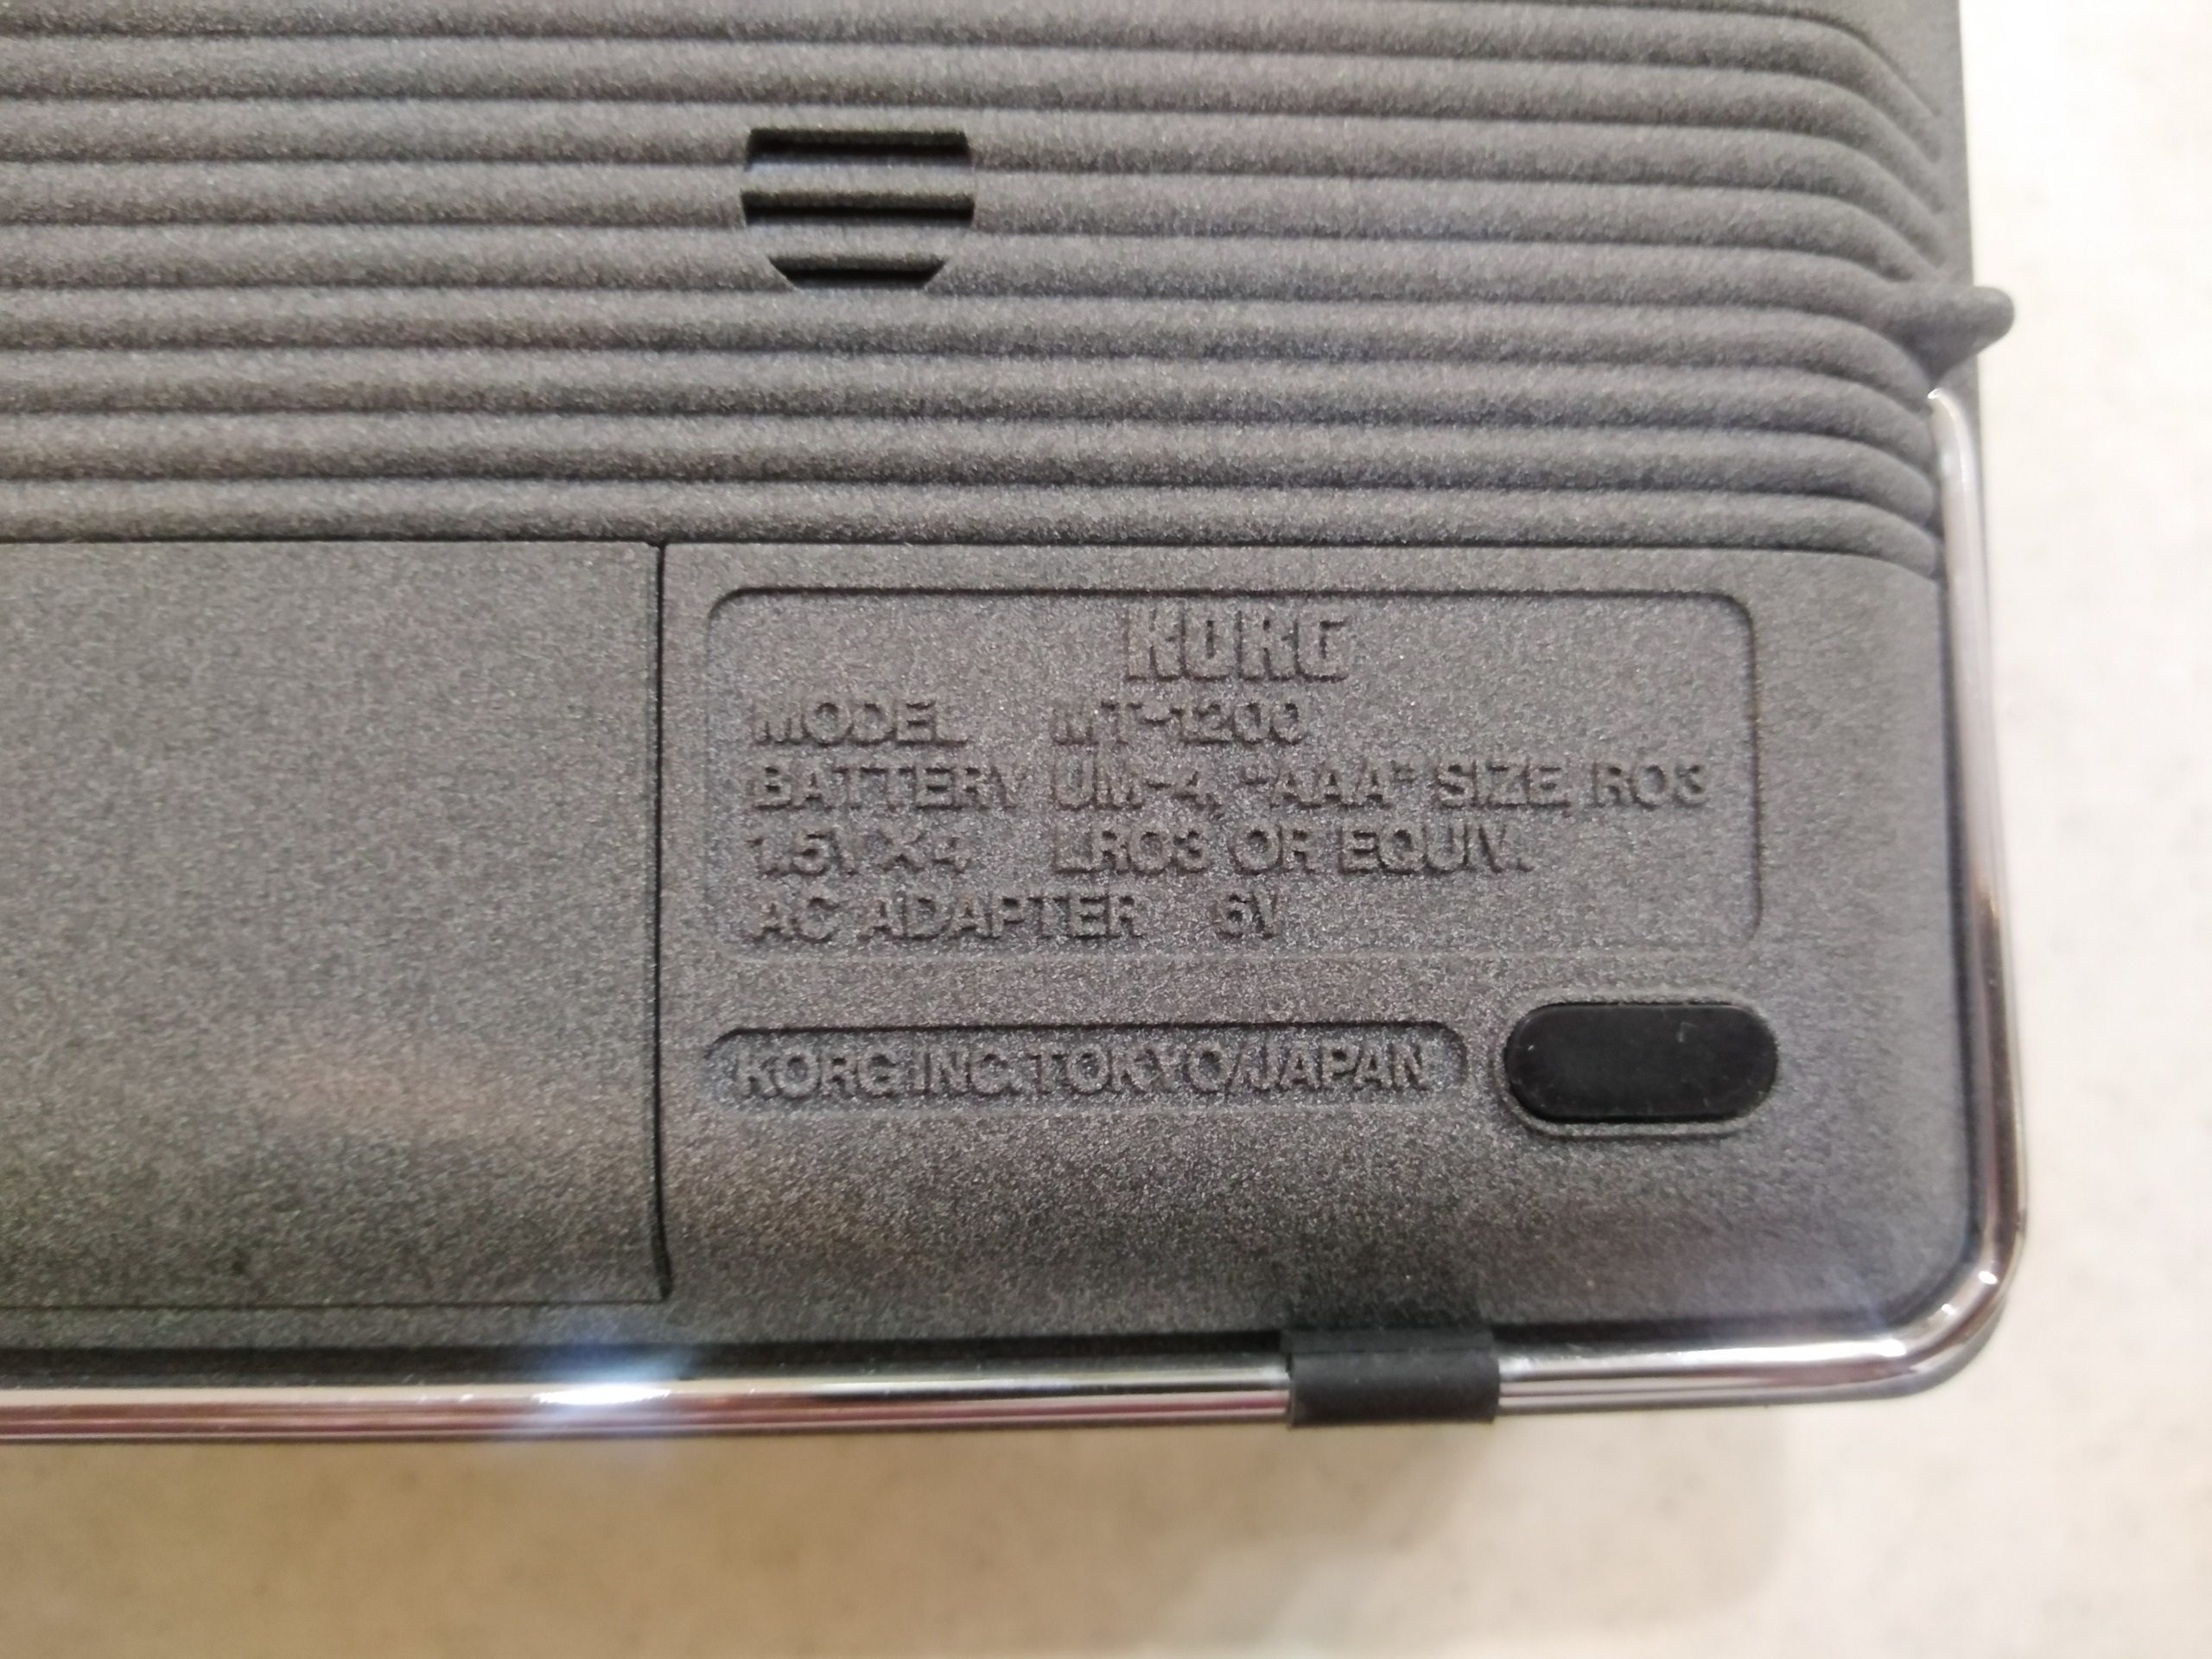 KORG
MODEL MT-1200
BATTERY UM-4, "AAA" SIZE, R03
1.5V X 4 LR03 OR EQUIV.
AC ADAPTER 6V
KORG INC. TOKYO/JAPAN